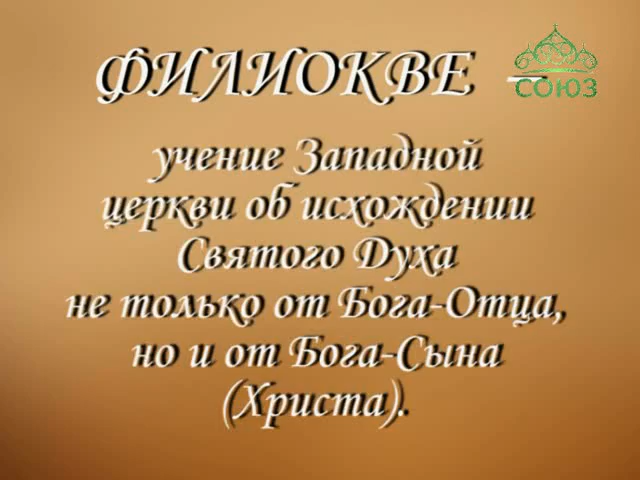 ФИЛИОКВЕ –
СОЮЗ
учение Западной
церкви об исхождении
Святого Духа
не только от Бога-Отца,
но и от Бога-Сына
(Христа).